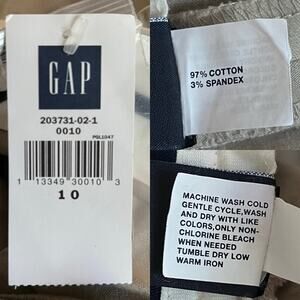 GAP
203731-02-1
0010
PGL1047
1 13349 30010 3
10
97% COTTON
3% SPANDEX
MACHINE WASH COLD
GENTLE CYCLE,WASH
AND DRY WITH LIKE
COLORS,ONLY NON-
CHLORINE BLEACH
WHEN NEEDED
TUMBLE DRY LOW
WARM IRON